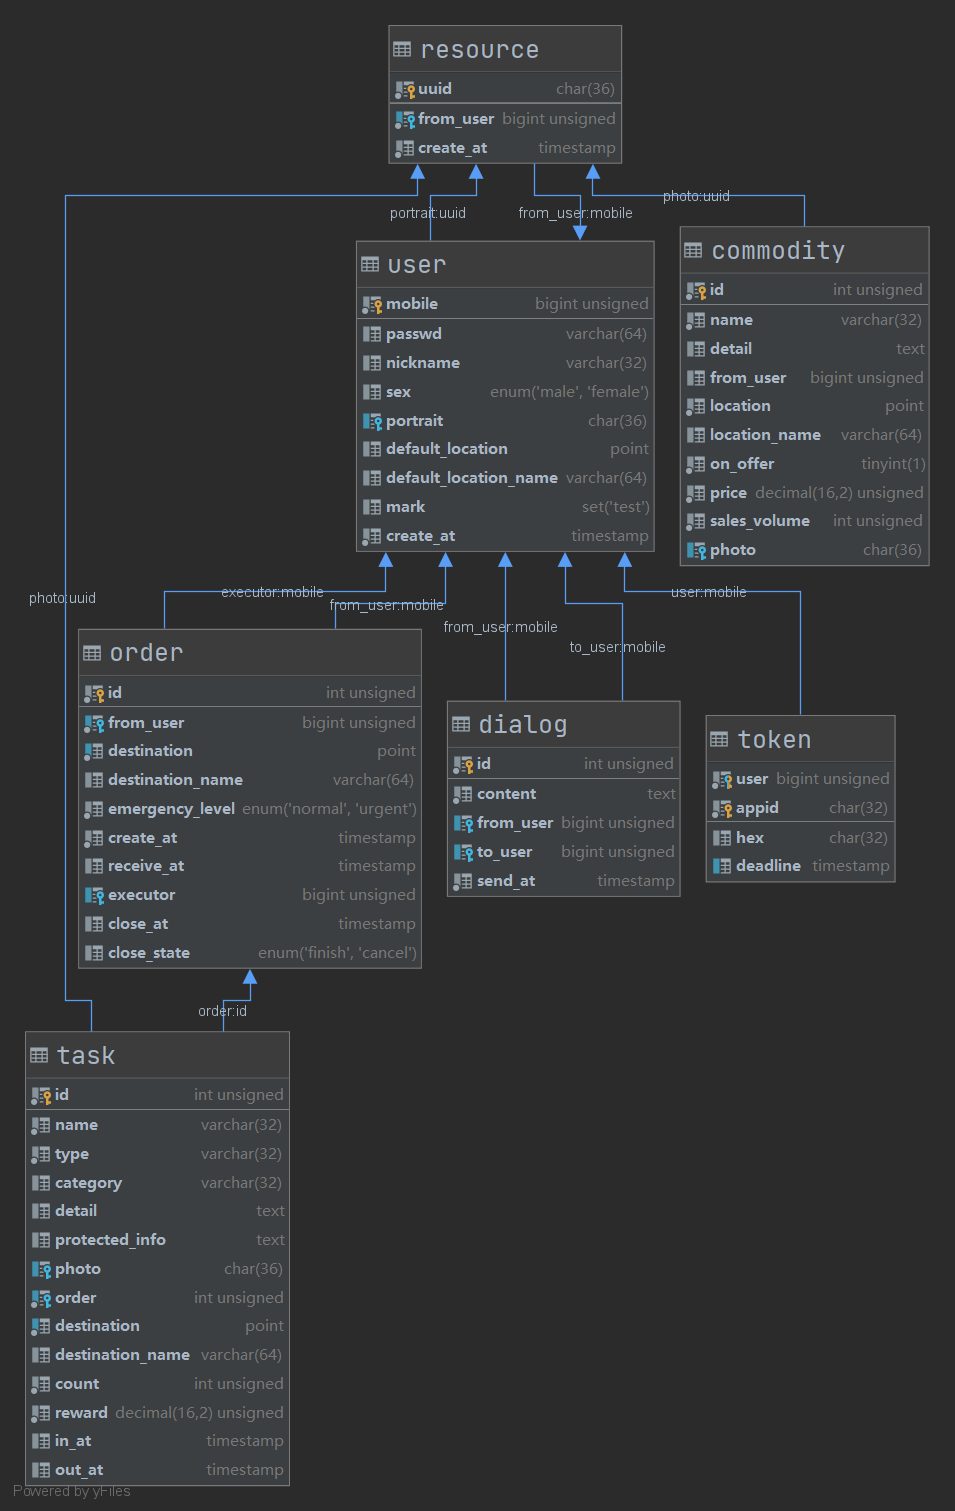 resource
uuid char(36)
from_user bigint unsigned
create_at timestamp
portrait:uuid
from_user:mobile
photo:uuid
user
mobile bigint unsigned
passwd varchar(64)
nickname varchar(32)
sex enum('male', 'female')
portrait char(36)
default_location point
default_location_name varchar(64)
mark set('test')
create_at timestamp
commodity
id int unsigned
name varchar(32)
detail text
from_user bigint unsigned
location point
location_name varchar(64)
on_offer tinyint(1)
price decimal(16,2) unsigned
sales_volume int unsigned
photo char(36)
photo:uuid
executor:mobile
from_user:mobile
from_user:mobile
to_user:mobile
user:mobile
order
id int unsigned
from_user bigint unsigned
destination point
destination_name varchar(64)
emergency_level enum('normal', 'urgent')
create_at timestamp
receive_at timestamp
executor bigint unsigned
close_at timestamp
close_state enum('finish', 'cancel')
dialog
id int unsigned
content text
from_user bigint unsigned
to_user bigint unsigned
send_at timestamp
token
user bigint unsigned
appid char(32)
hex char(32)
deadline timestamp
order:id
task
id int unsigned
name varchar(32)
type varchar(32)
category varchar(32)
detail text
protected_info text
photo char(36)
order int unsigned
destination point
destination_name varchar(64)
count int unsigned
reward decimal(16,2) unsigned
in_at timestamp
out_at timestamp
Powered by yFiles